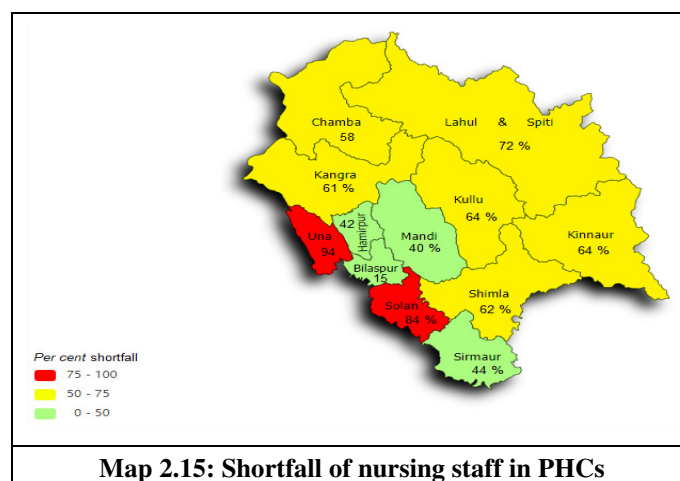 Chamba
58
Lahul & Spiti
72 %
Kangra
61 %
Kullu
64 %
Kinnaur
64 %
Una
94
42
Hamirpur
Mandi
40 %
Bilaspur
15
Solan
84 %
Shimla
62 %
Sirmaur
44 %
Per cent shortfall
75 - 100
50 - 75
0 - 50
Map 2.15: Shortfall of nursing staff in PHCs